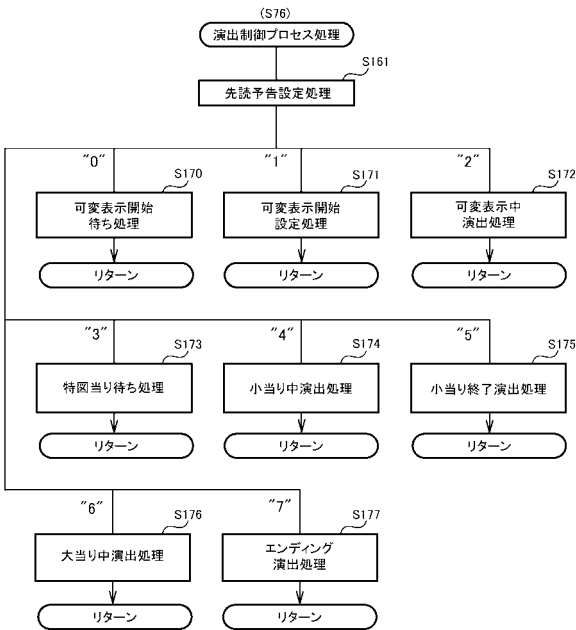 (S76)
演出制御プロセス処理
S161
先読予告設定処理
"0"
"1"
"2"
S170
S171
S172
可変表示開始
待ち処理
可変表示開始
設定処理
可変表示中
演出処理
リターン
リターン
リターン
"3"
"4"
"5"
S173
S174
S175
特図当り待ち処理
小当り中演出処理
小当り終了演出処理
リターン
リターン
リターン
"6"
"7"
S176
S177
大当り中演出処理
エンディング
演出処理
リターン
リターン